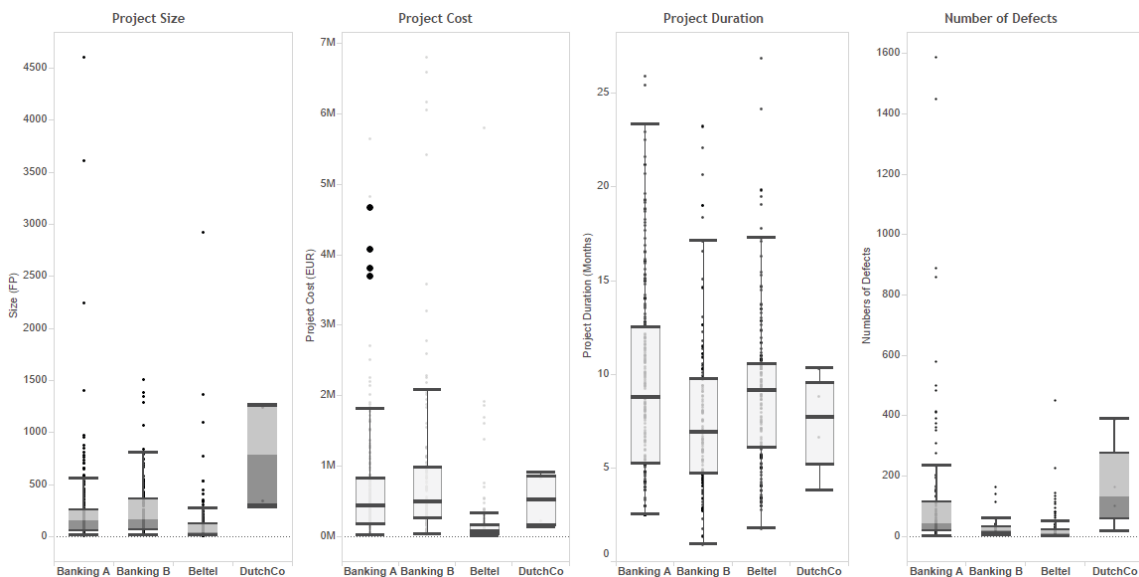 Project Size
Project Cost
Project Duration
Number of Defects
Size (FP)
4500
4000
3500
3000
2500
2000
1500
1000
500
0
Banking A
Banking B
Beltel
DutchCo
Project Cost (EUR)
7M
6M
5M
4M
3M
2M
1M
0M
Banking A
Banking B
Beltel
DutchCo
Project Duration (Months)
25
20
15
10
5
0
Banking A
Banking B
Beltel
DutchCo
Numbers of Defects
1600
1400
1200
1000
800
600
400
200
0
Banking A
Banking B
Beltel
DutchCo